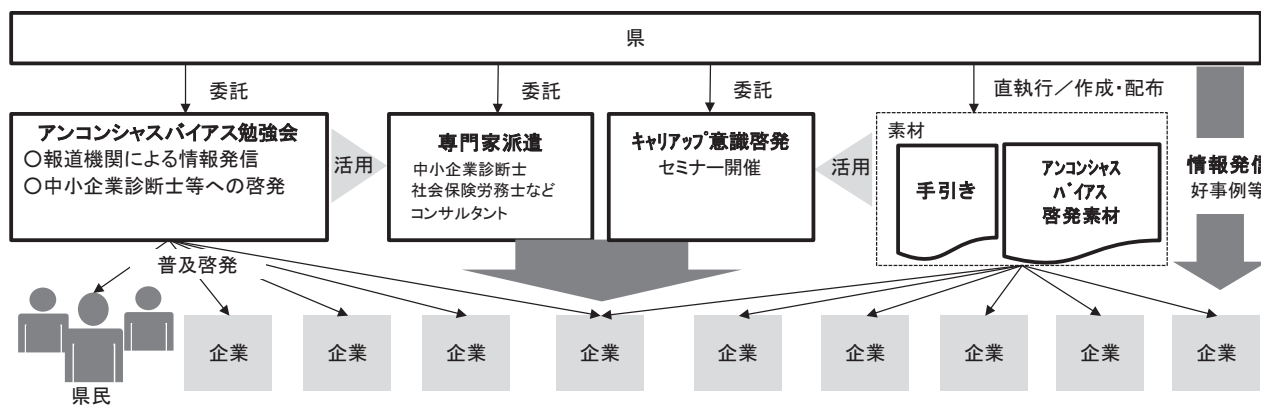 県
委託
委託
委託
直執行／作成・配布
アンコンシャスバイアス勉強会
○報道機関による情報発信
○中小企業診断士等への啓発
活用
専門家派遣
中小企業診断士
社会保険労務士など
コンサルタント
キャリアップ意識啓発
セミナー開催
活用
素材
手引き
アンコンシャス
バイアス
啓発素材
情報発信
好事例等
普及啓発
県民
企業
企業
企業
企業
企業
企業
企業
企業
企業